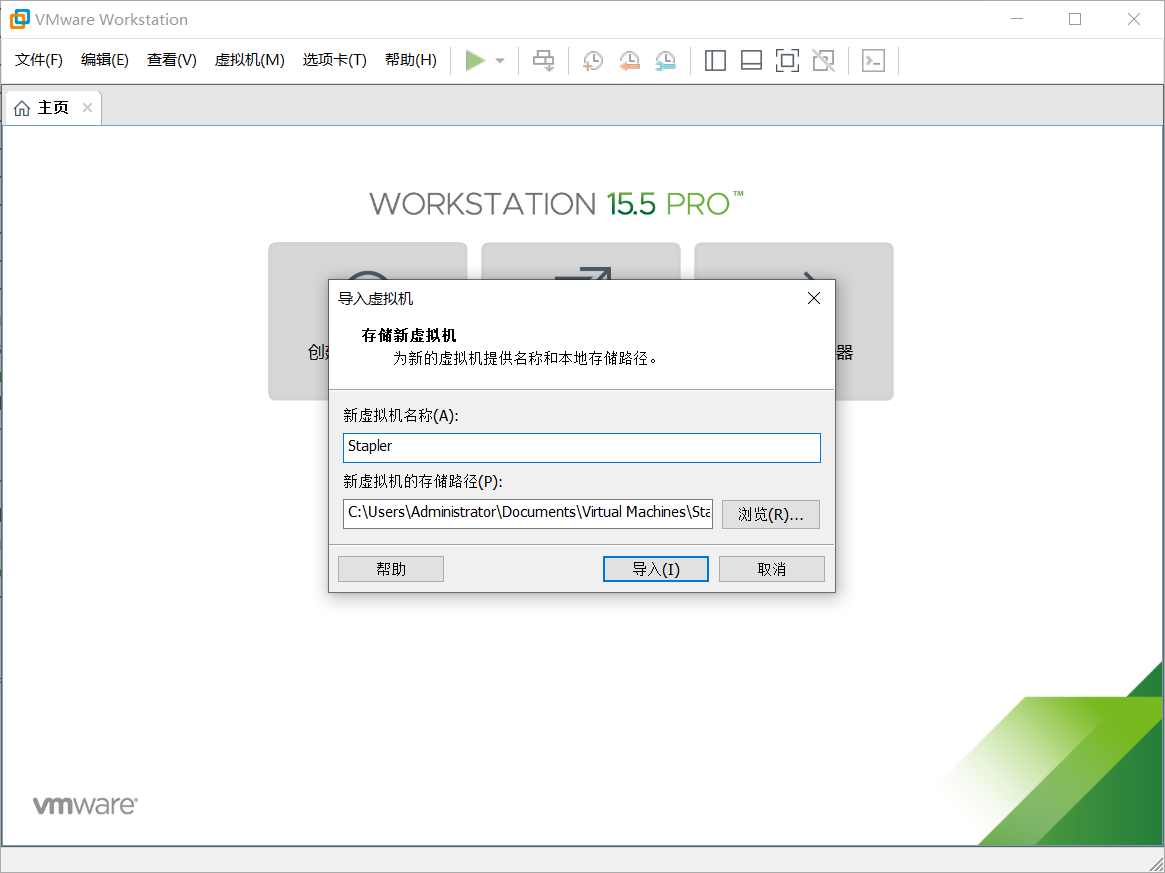 VMware Workstation
文件(F) 编辑(E) 查看(V) 虚拟机(M) 选项卡(T) 帮助(H)
主页
WORKSTATION 15.5 PRO™
导入虚拟机
存储新虚拟机
为新的虚拟机提供名称和本地存储路径。
创建
器
新虚拟机名称(A):
Stapler
新虚拟机的存储路径(P):
C:\Users\Administrator\Documents\Virtual Machines\Sta
浏览(R)...
帮助 导入(I) 取消
vmware®